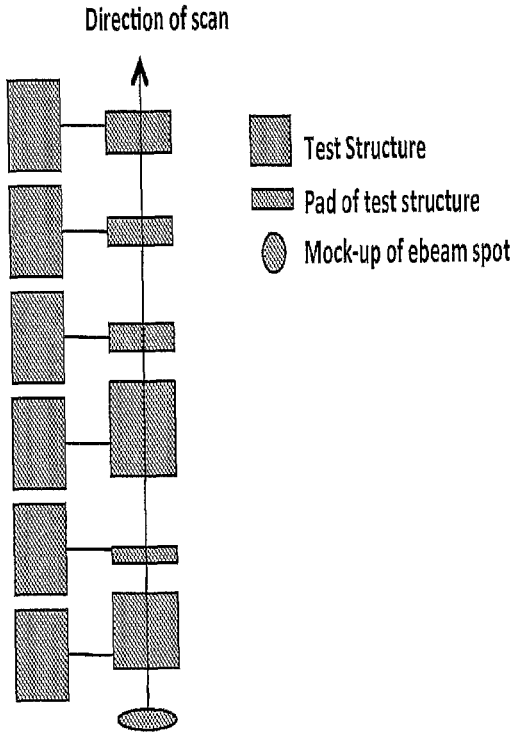 Direction of scan
Test Structure
Pad of test structure
Mock-up of ebeam spot